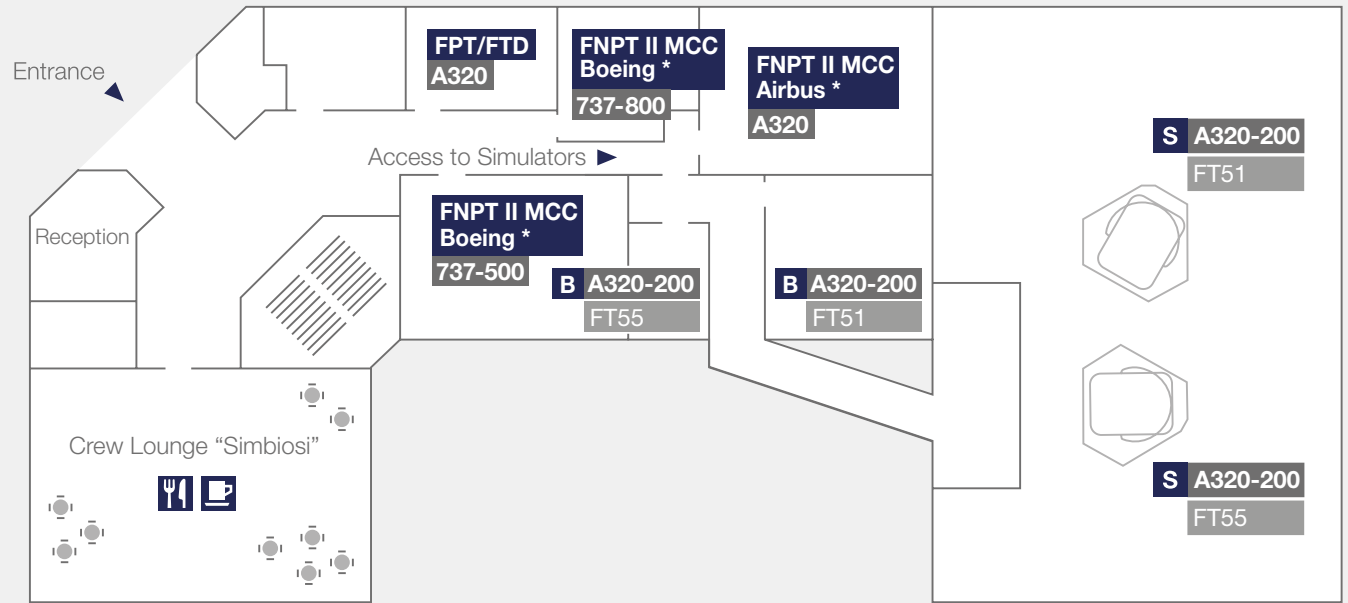 Entrance
FPT/FTD
A320
FNPT II MCC
Boeing *
737-800
FNPT II MCC
Airbus *
A320
S A320-200
FT51
Access to Simulators
Reception
FNPT II MCC
Boeing *
737-500
B A320-200
FT55
B A320-200
FT51
Crew Lounge “Simbiosi”
S A320-200
FT55